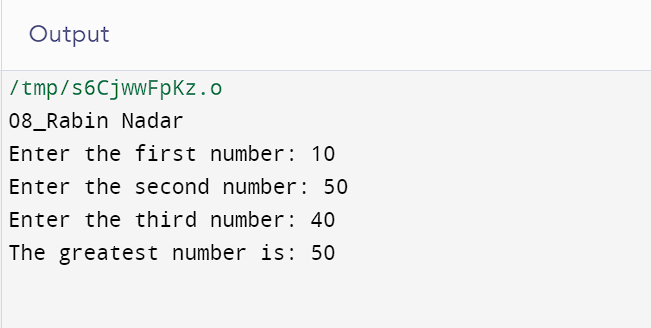 Output
/tmp/s6CjwwFpKz.o
08_Rabin Nadar
Enter the first number: 10
Enter the second number: 50
Enter the third number: 40
The greatest number is: 50